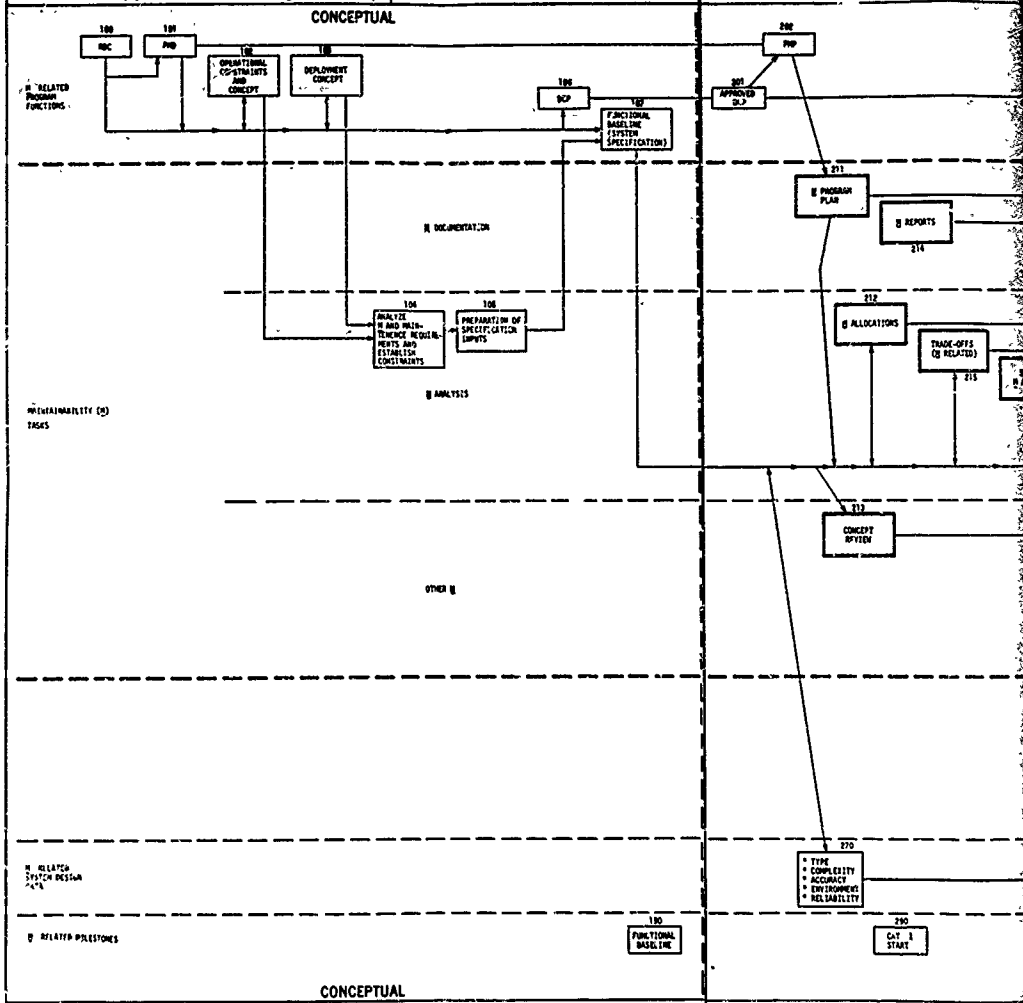 CONCEPTUAL
100
ROC
101
PMD
102
OPERATIONAL
CONSTRAINTS
AND
CONCEPT
103
DEPLOYMENT
CONCEPT
202
PMP
M RELATED
PROGRAM
FUNCTIONS
106
DCP
201
APPROVED
DCP
107
FUNCTIONAL
BASELINE
(SYSTEM
SPECIFICATION)
211
M PROGRAM
PLAN
M REPORTS
214
M DOCUMENTATION
104
ANALYZE
M AND MAIN-
TENENCE REQUIRE-
MENTS AND
ESTABLISH
CONSTRAINTS
105
PREPARATION OF
SPECIFICATION
INPUTS
212
M ALLOCATIONS
TRADE-OFFS
(M RELATED)
215
M
M ANALYSIS
MAINTAINABILITY (M)
TASKS
213
CONCEPT
REVIEW
OTHER M
270
* TYPE
* COMPLEXITY
* ACCURACY
* ENVIRONMENT
* RELIABILITY
M RELATED
SYSTEM DESIGN
DATA
M RELATED MILESTONES
190
FUNCTIONAL
BASELINE
290
CAT I
START
CONCEPTUAL